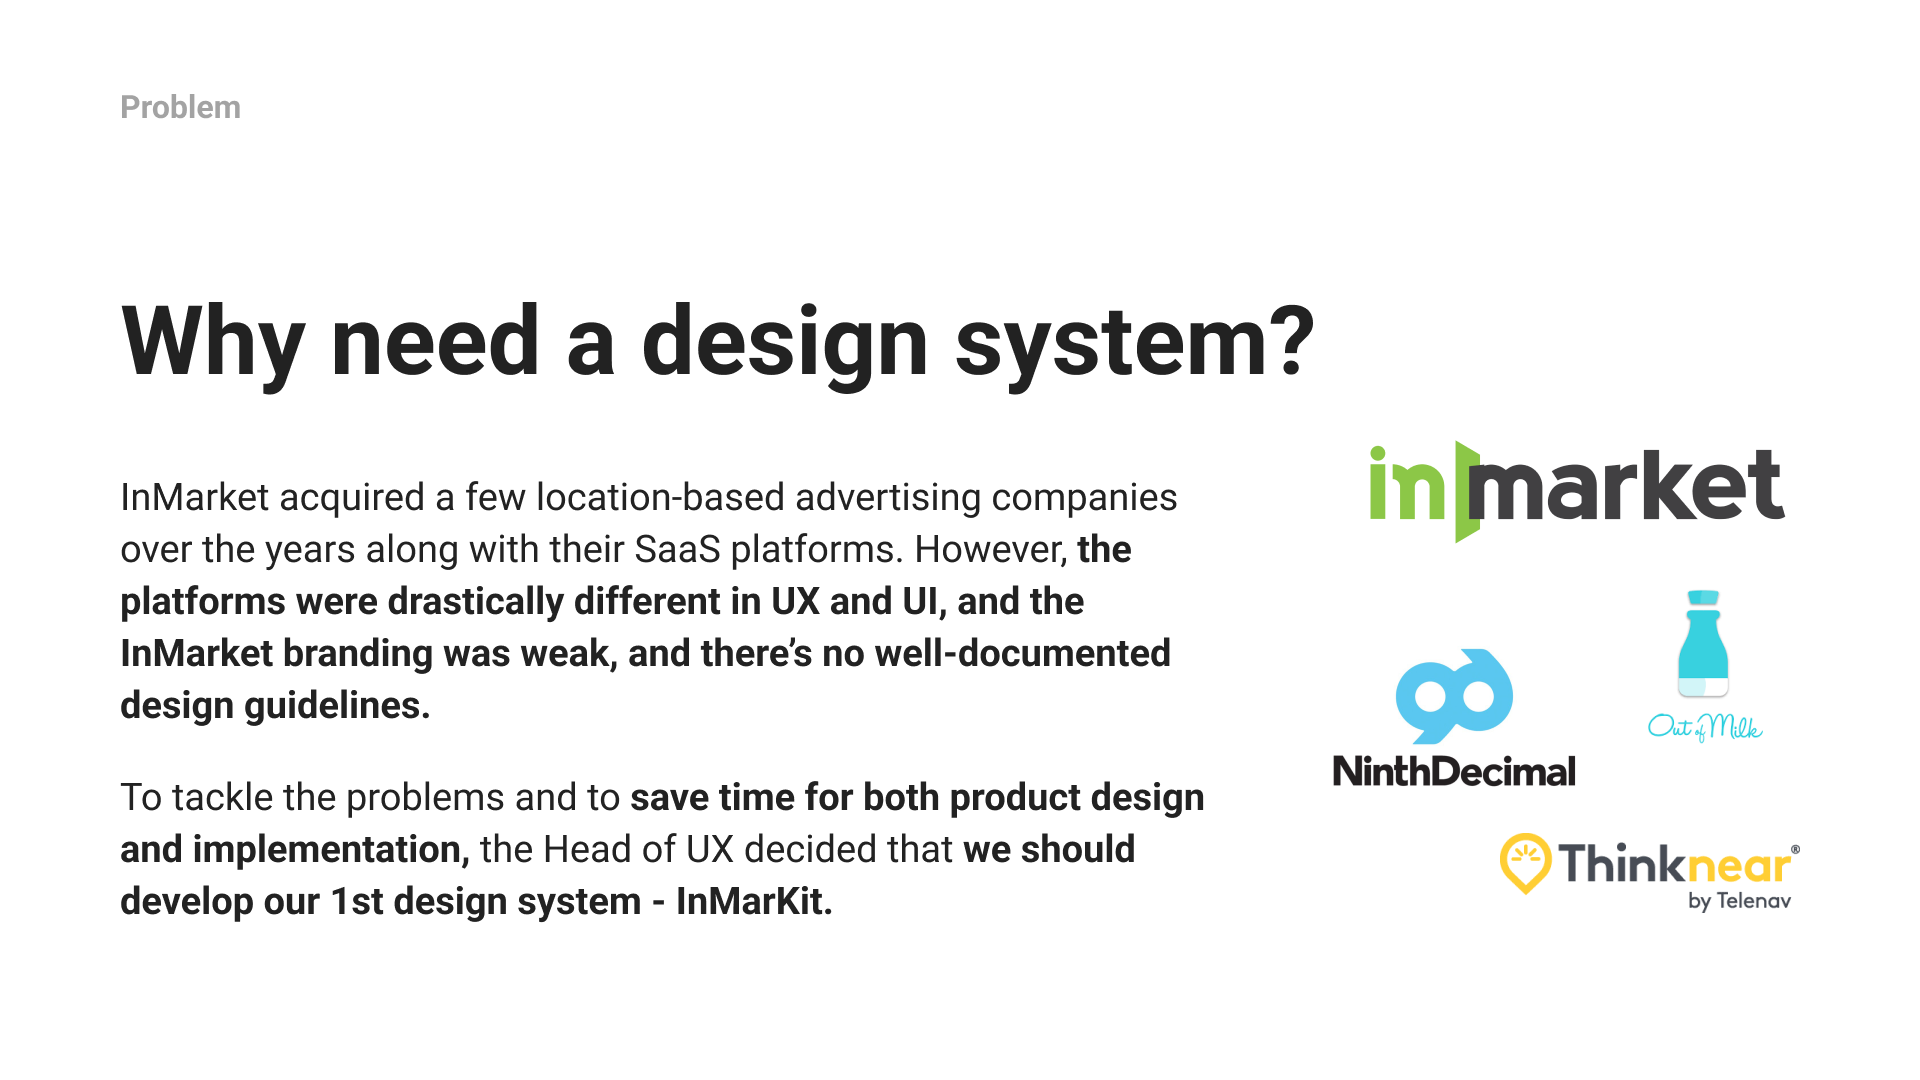 Problem
Why need a design system?
InMarket acquired a few location-based advertising companies
over the years along with their SaaS platforms. However, the
platforms were drastically different in UX and UI, and the
InMarket branding was weak, and there’s no well-documented
design guidelines.
To tackle the problems and to save time for both product design
and implementation, the Head of UX decided that we should
develop our 1st design system - InMarKit.
inmarket
Out of Milk
NinthDecimal
Thinknear®
by Telenav